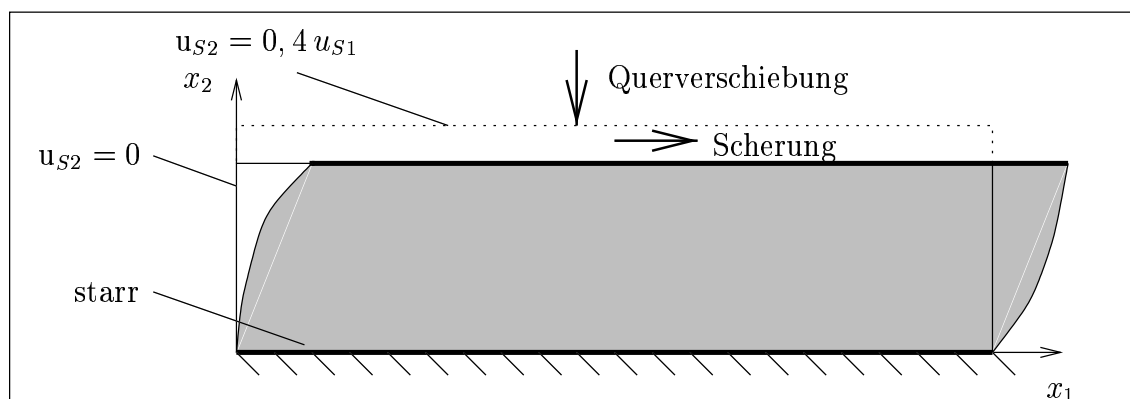 u_{S2} = 0, 4 u_{S1}
x_2
Querverschiebung
u_{S2} = 0
Scherung
starr
x_1